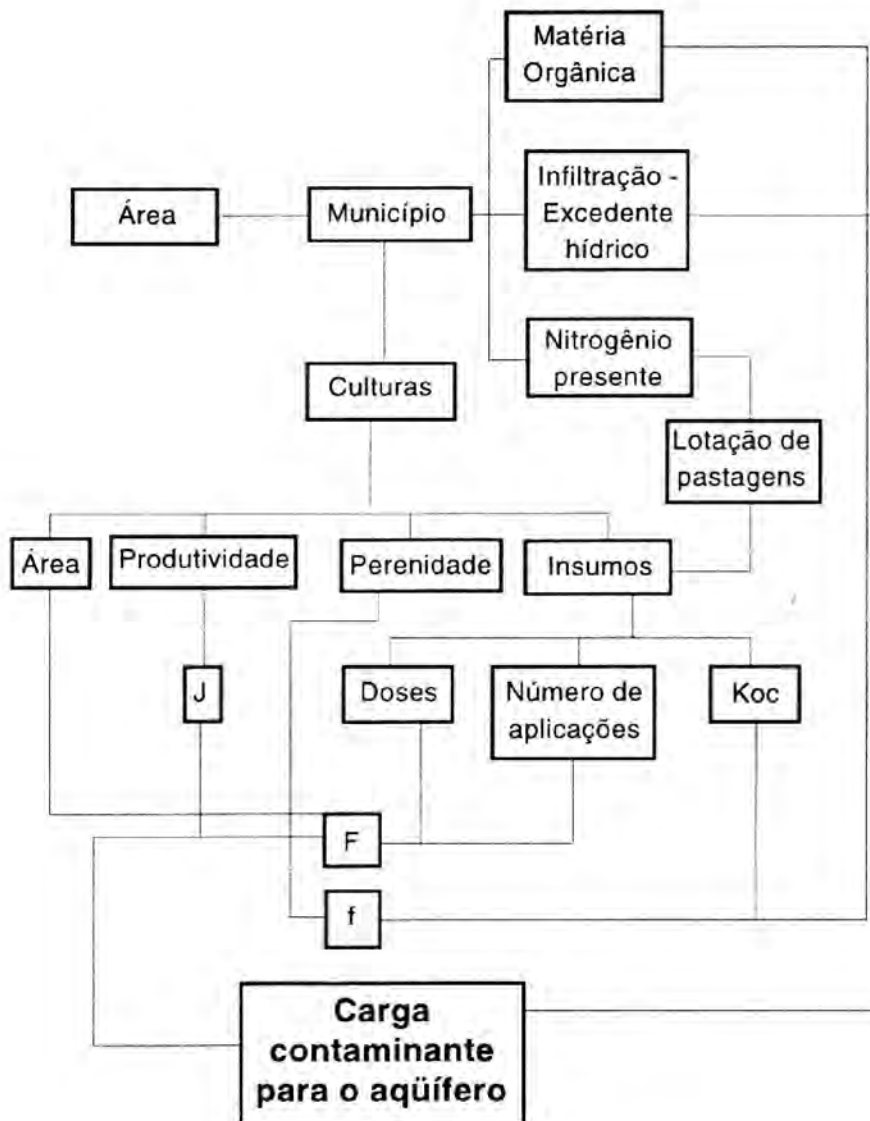 Matéria
Orgânica
Área
Município
Infiltração -
Excedente
hídrico
Nitrogênio
presente
Culturas
Lotação de
pastagens
Área
Produtividade
Perenidade
Insumos
J
Doses
Número de
aplicações
Koc
F
f
Carga
contaminante
para o aqüífero